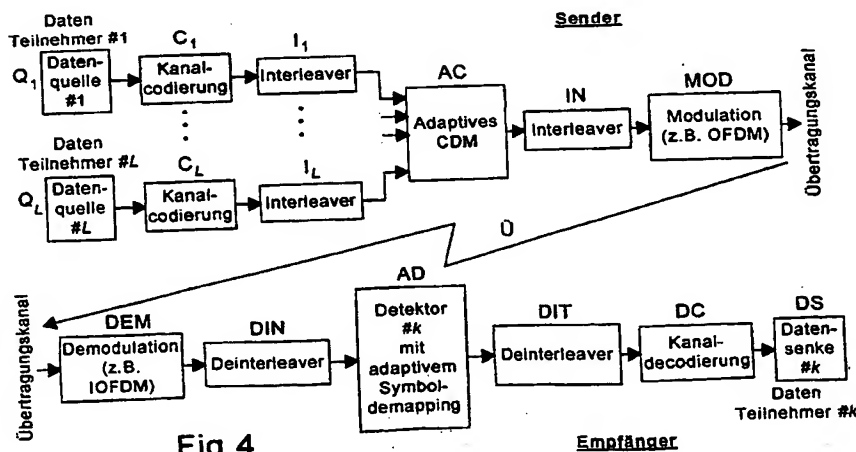 Daten
Teilnehmer #1
Sender
C1
I1
Q1
Daten-
quelle
#1
Kanal-
codierung
Interleaver
AC
Adaptives
CDM
IN
Interleaver
MOD
Modulation
(z.B. OFDM)
Übertragungskanal
Daten
Teilnehmer #L
CL
IL
QL
Daten-
quelle
#L
Kanal-
codierung
Interleaver
Ü
Übertragungskanal
DEM
Demodulation
(z.B.
IOFDM)
DIN
Deinterleaver
AD
Detektor
#k
mit
adaptivem
Symbol-
demapping
DIT
Deinterleaver
DC
Kanal-
decodierung
DS
Daten-
senke
#k
Daten
Teilnehmer #k
Fig 4
Empfänger